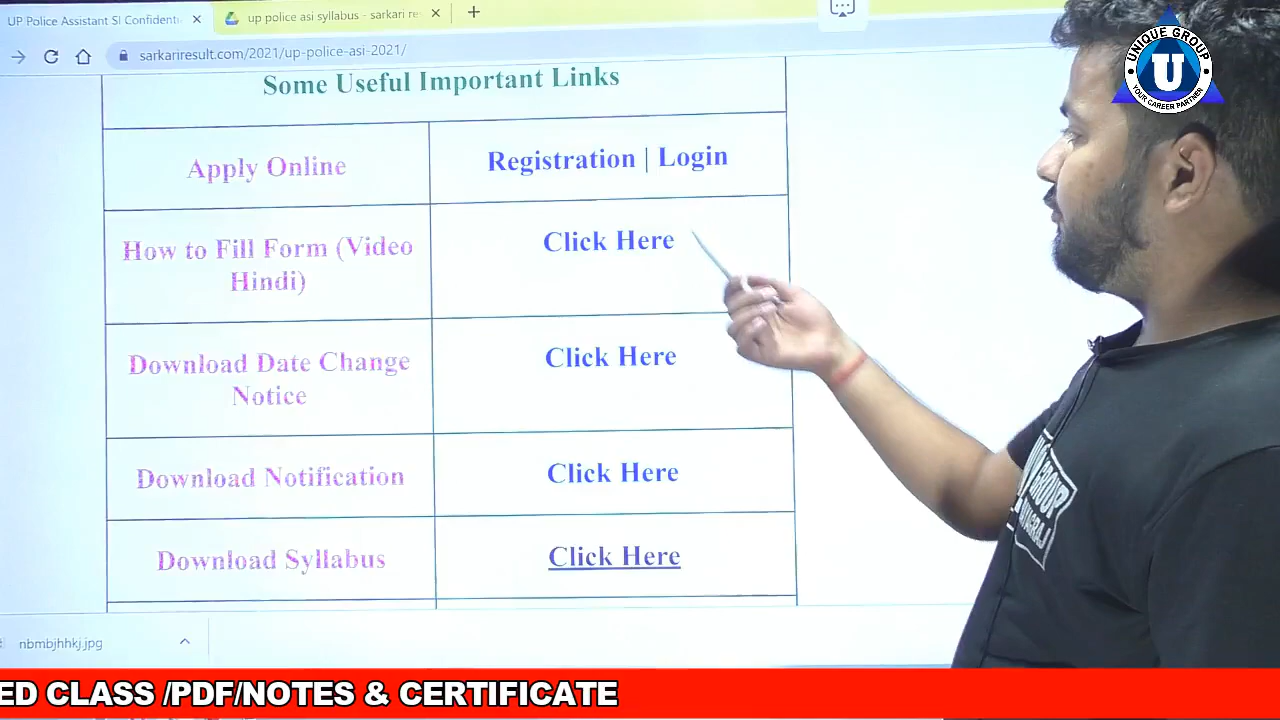 UP Police Assistant SI Confidenti
up police asi syllabus - sarkari re
sarkariresult.com/2021/up-police-asi-2021/
UNIQUE GROUP
U
YOUR CAREER PARTNER
Some Useful Important Links
Apply Online
Registration | Login
How to Fill Form (Video
Hindi)
Click Here
Download Date Change
Notice
Click Here
Download Notification
Click Here
Download Syllabus
Click Here
GROUP
nbmbjhhkj.jpg
ED CLASS /PDF/NOTES & CERTIFICATE